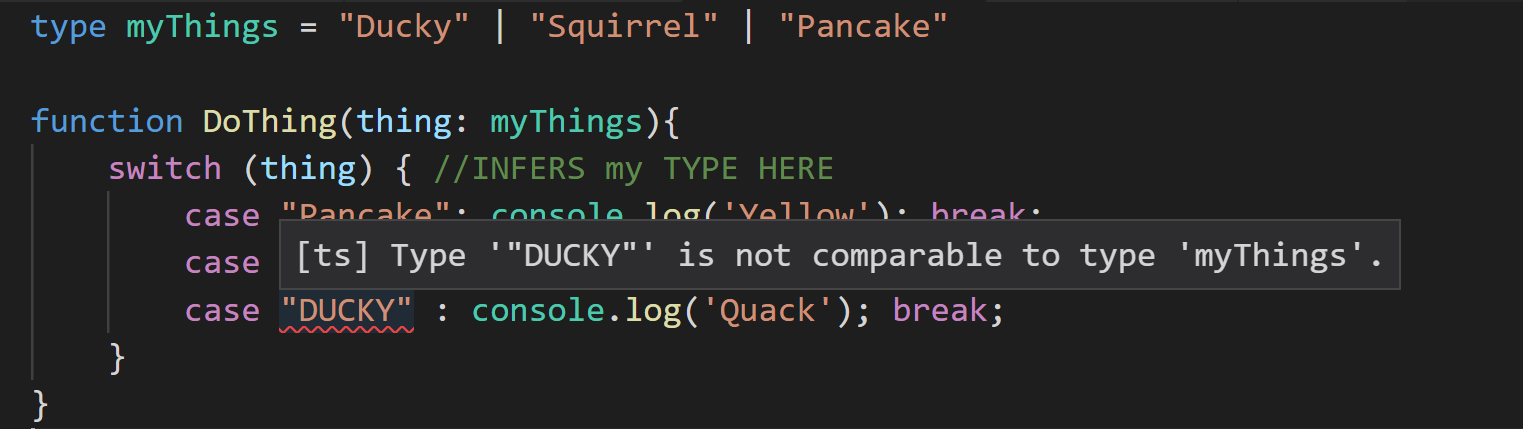 type myThings = "Ducky" | "Squirrel" | "Pancake"
function DoThing(thing: myThings){
switch (thing) { //INFERS my TYPE HERE
case "Pancake": console.log('Yellow'); break;
case
[ts] Type '"DUCKY"' is not comparable to type 'myThings'.
case "DUCKY" : console.log('Quack'); break;
}
}